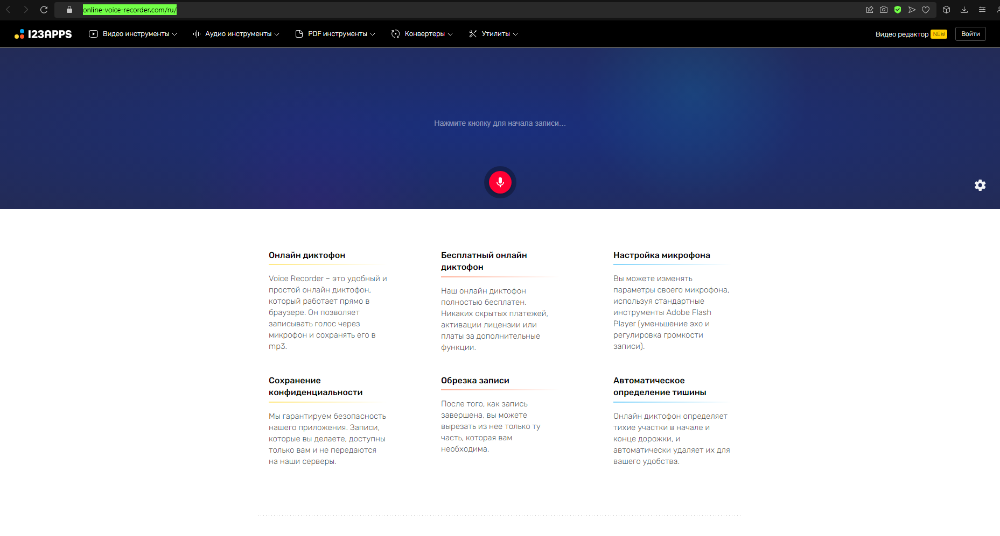 online-voice-recorder.com/ru/
123APPS
Видео инструменты
Аудио инструменты
PDF инструменты
Конвертеры
Утилиты
Видео редактор NEW
Войти
Нажмите кнопку для начала записи...
Онлайн диктофон
Voice Recorder – это удобный и
простой онлайн диктофон,
который работает прямо в
браузере. Он позволяет
записывать голос через
микрофон и сохранять его в
mp3.
Бесплатный онлайн
диктофон
Наш онлайн диктофон
полностью бесплатен.
Никаких скрытых платежей,
активации лицензии или
платы за дополнительные
функции.
Настройка микрофона
Вы можете изменять
параметры своего микрофона,
используя стандартные
инструменты Adobe Flash
Player (уменьшение эхо и
регулировка громкости
записи).
Сохранение
конфиденциальности
Мы гарантируем безопасность
нашего приложения. Записи,
которые вы делаете, доступны
только вам и не передаются
на наши серверы.
Обрезка записи
После того, как запись
завершена, вы можете
вырезать из нее только ту
часть, которая вам
необходима.
Автоматическое
определение тишины
Онлайн диктофон определяет
тихие участки в начале и
конце дорожки, и
автоматически удаляет их для
вашего удобства.